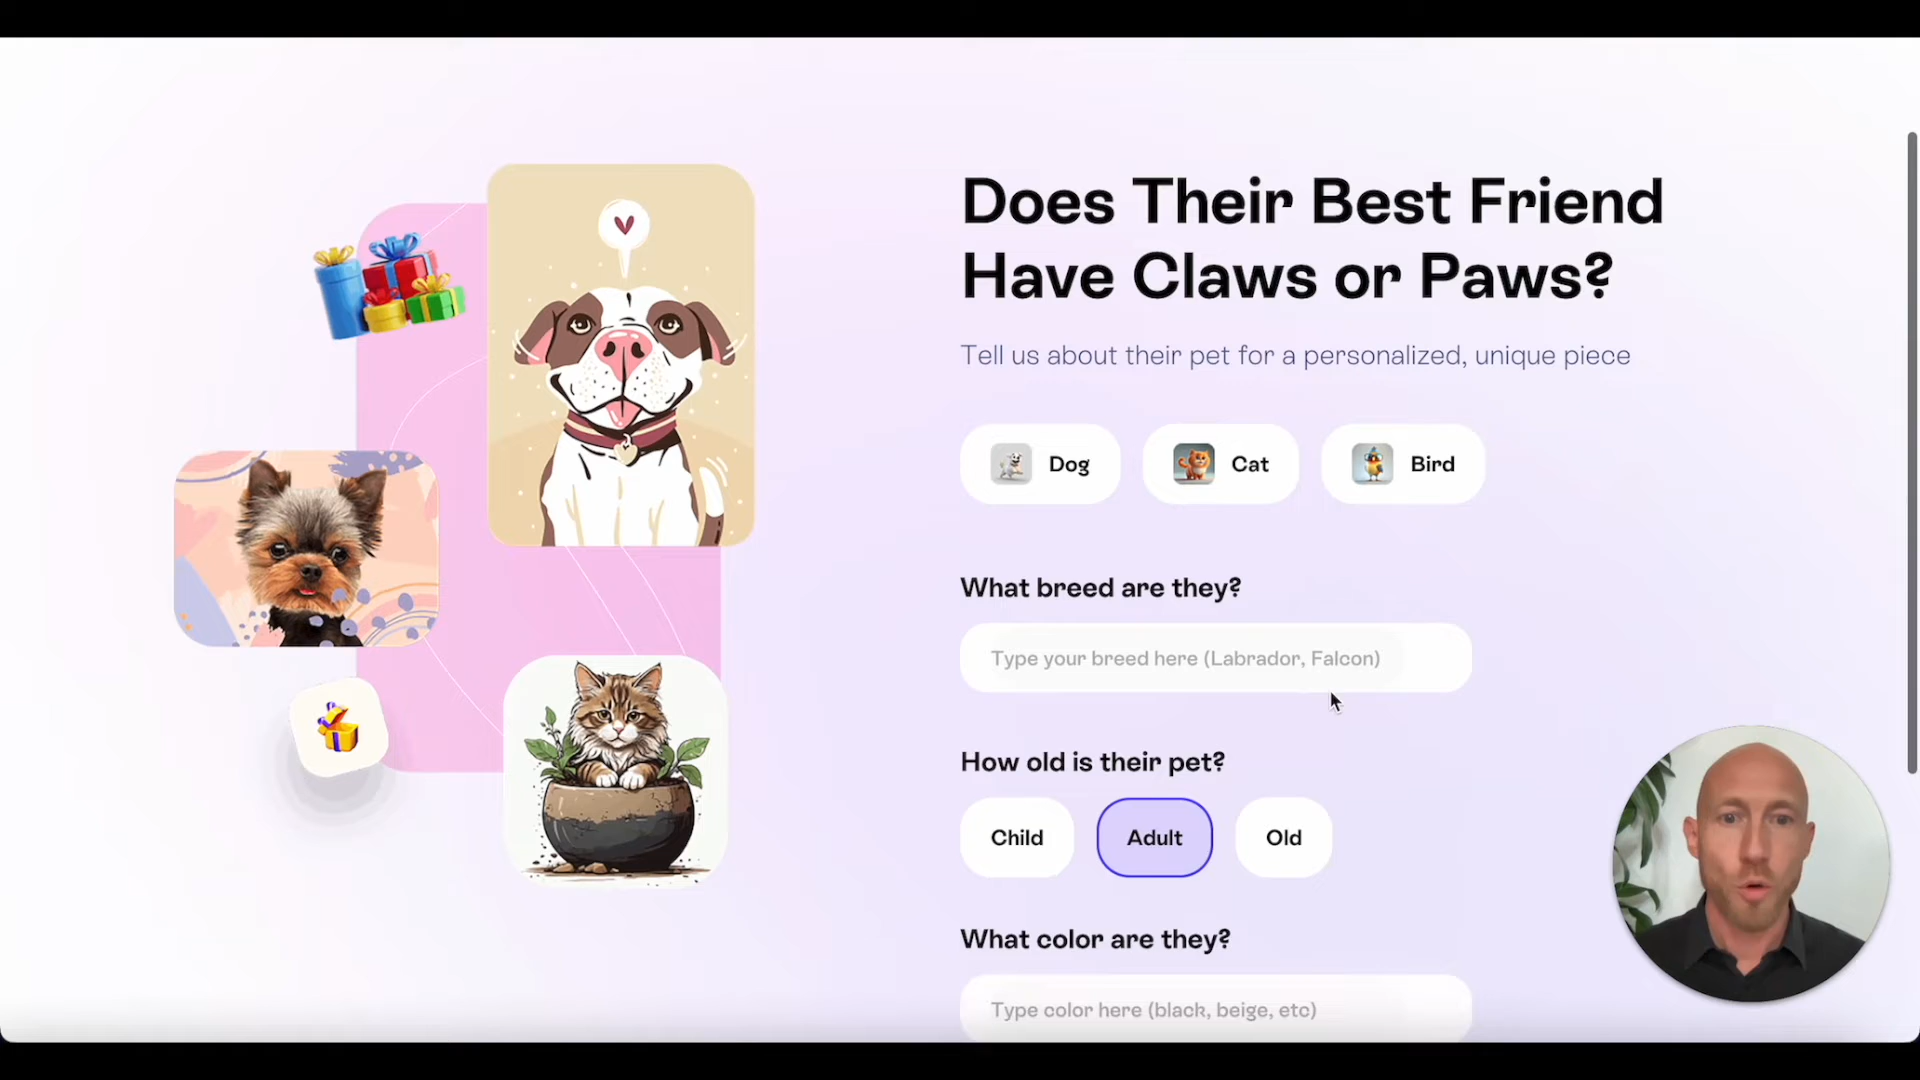 Does Their Best Friend
Have Claws or Paws?
Tell us about their pet for a personalized, unique piece
Dog
Cat
Bird
What breed are they?
Type your breed here (Labrador, Falcon)
How old is their pet?
Child
Adult
Old
What color are they?
Type color here (black, beige, etc)